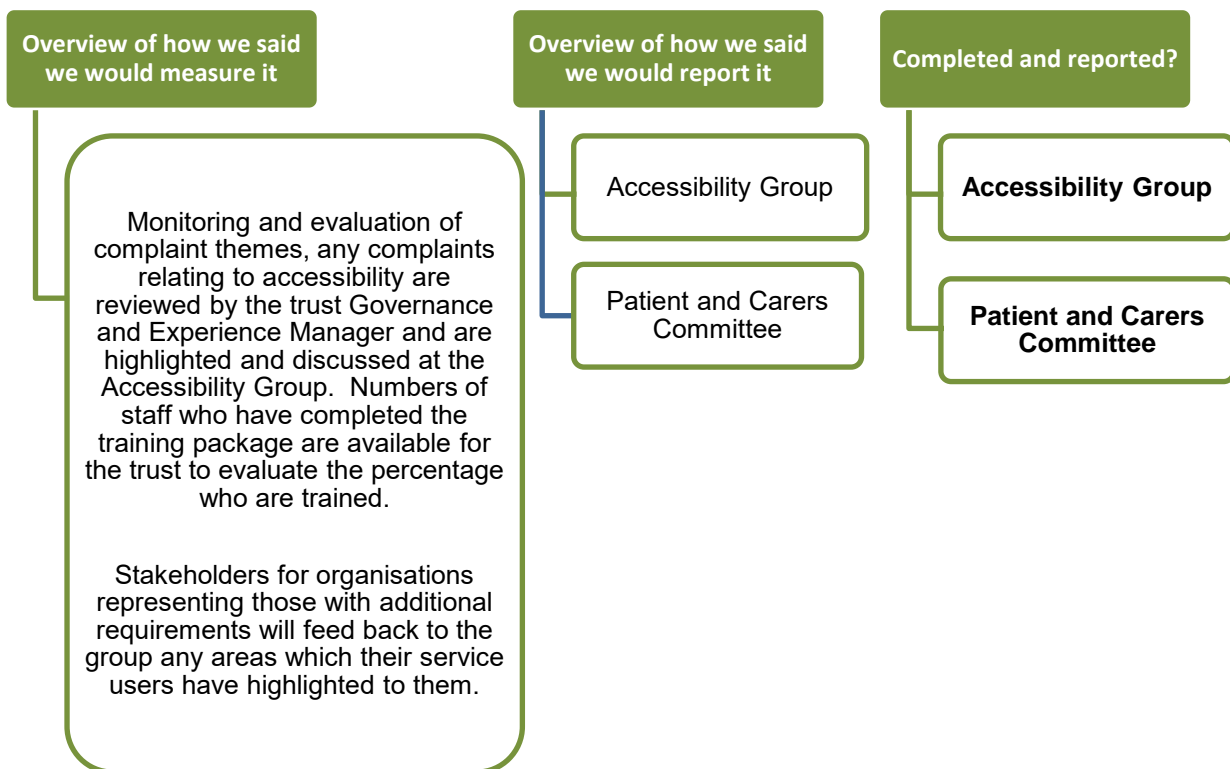 Overview of how we said
we would measure it
Monitoring and evaluation of
complaint themes, any complaints
relating to accessibility are
reviewed by the trust Governance
and Experience Manager and are
highlighted and discussed at the
Accessibility Group.  Numbers of
staff who have completed the
training package are available for
the trust to evaluate the percentage
who are trained.
Stakeholders for organisations
representing those with additional
requirements will feed back to the
group any areas which their service
users have highlighted to them.
Overview of how we said
we would report it
Accessibility Group
Patient and Carers
Committee
Completed and reported?
Accessibility Group
Patient and Carers
Committee